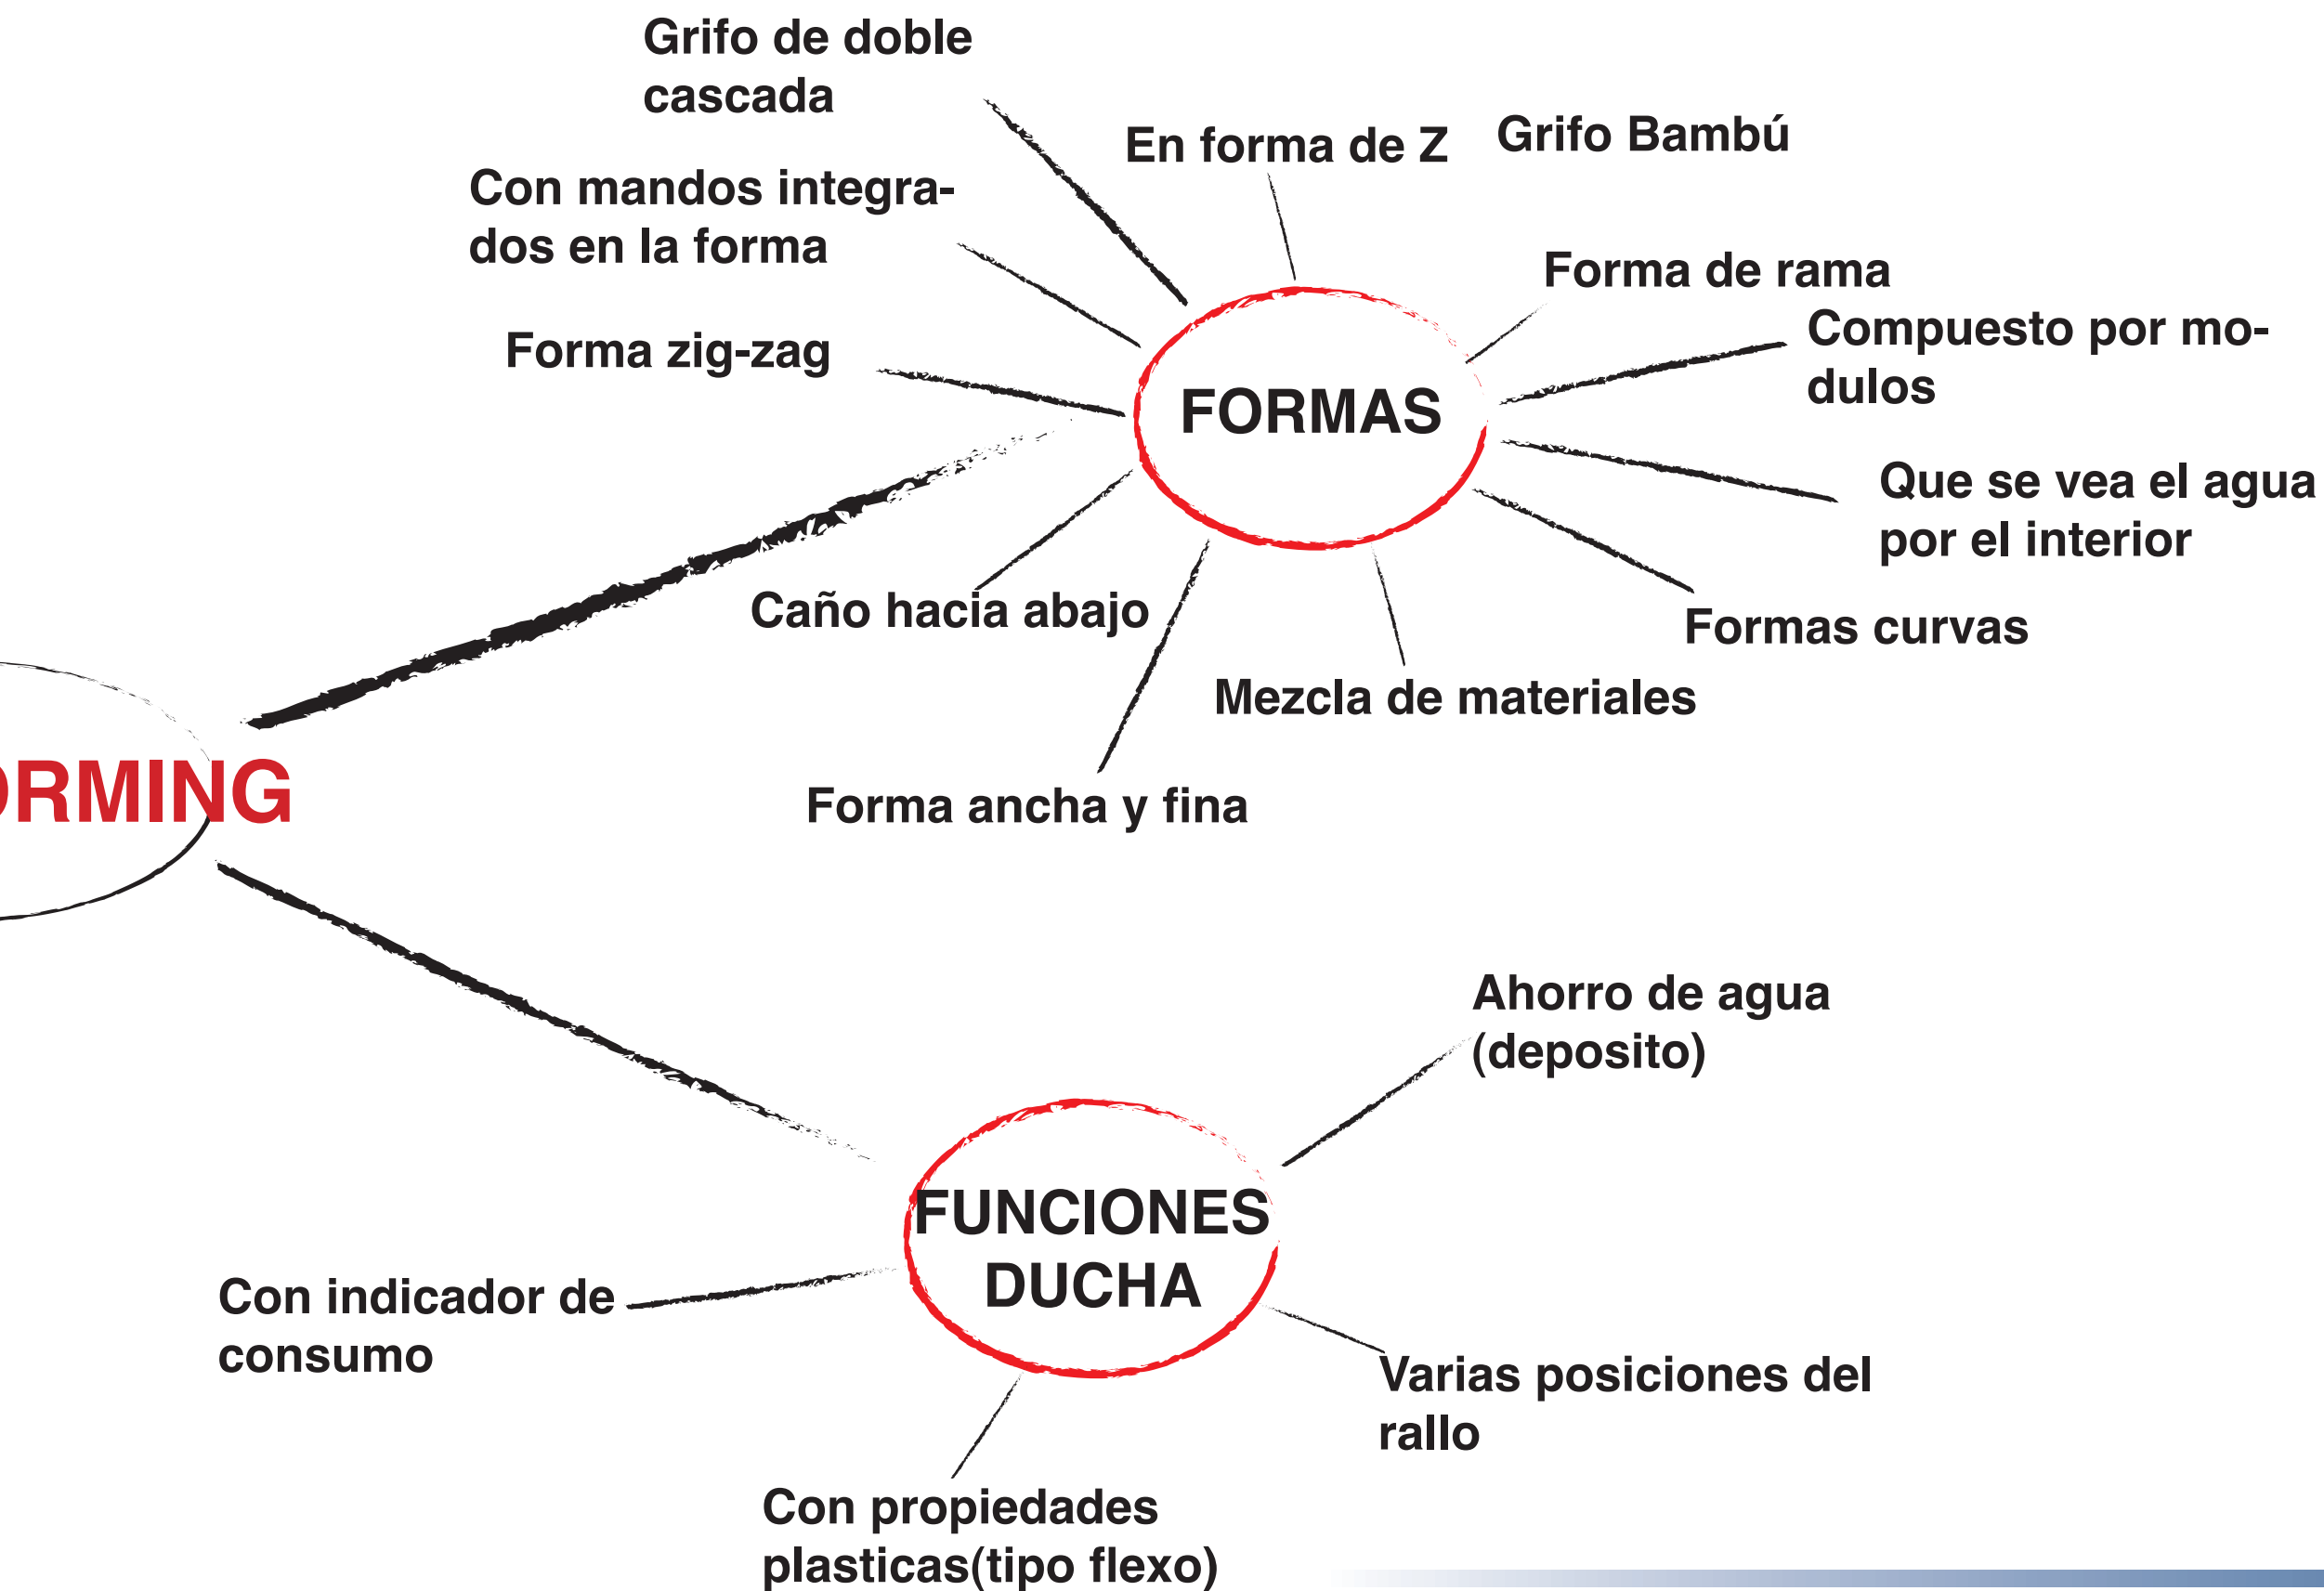 Grifo de doble
cascada
En forma de Z
Grifo Bambú
Con mandos integra-
dos en la forma
Forma de rama
Forma zig-zag
Compuesto por mo-
dulos
FORMAS
Que se vea el agua
por el interior
Caño hacia abajo
Formas curvas
Mezcla de materiales
Forma ancha y fina
ORMING
Ahorro de agua
(deposito)
FUNCIONES
DUCHA
Con indicador de
consumo
Varias posiciones del
rallo
Con propiedades
plasticas(tipo flexo)